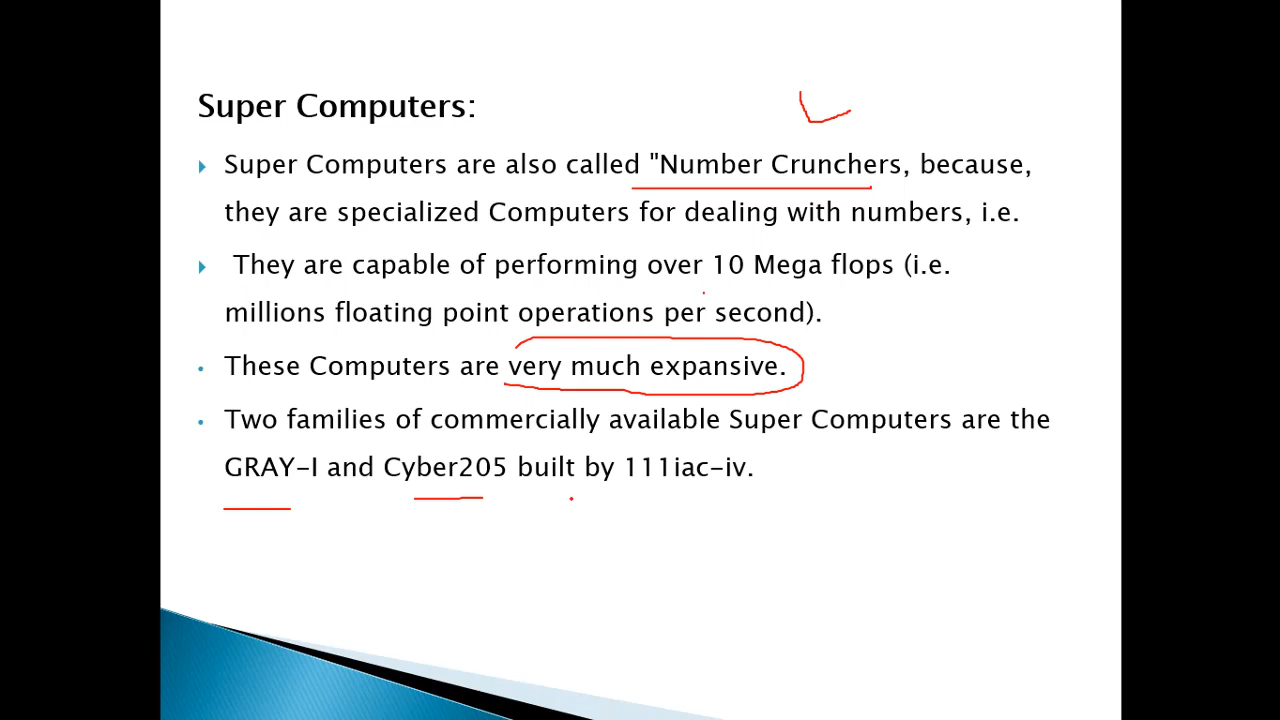 Super Computers:
Super Computers are also called "Number Crunchers, because,
they are specialized Computers for dealing with numbers, i.e.
They are capable of performing over 10 Mega flops (i.e.
millions floating point operations per second).
These Computers are very much expansive.
Two families of commercially available Super Computers are the
GRAY-I and Cyber205 built by 111iac-iv.